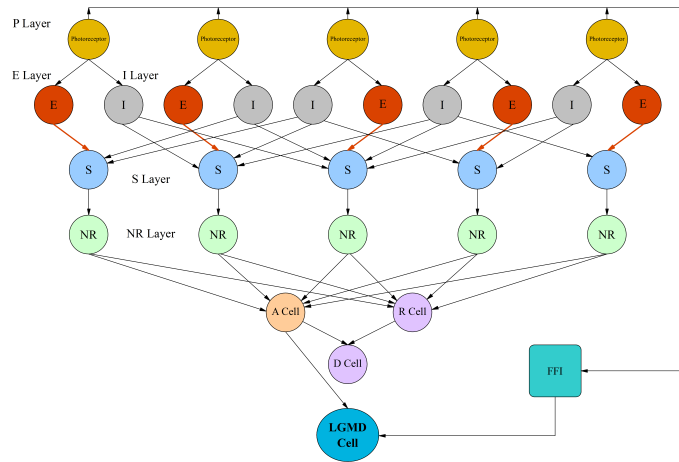 P Layer
Photoreceptor Photoreceptor Photoreceptor Photoreceptor Photoreceptor
E Layer I Layer
E I E I I E I E I E
S S S S S
S Layer
NR NR NR NR NR
NR Layer
A Cell R Cell
D Cell
FFI
LGMD
Cell